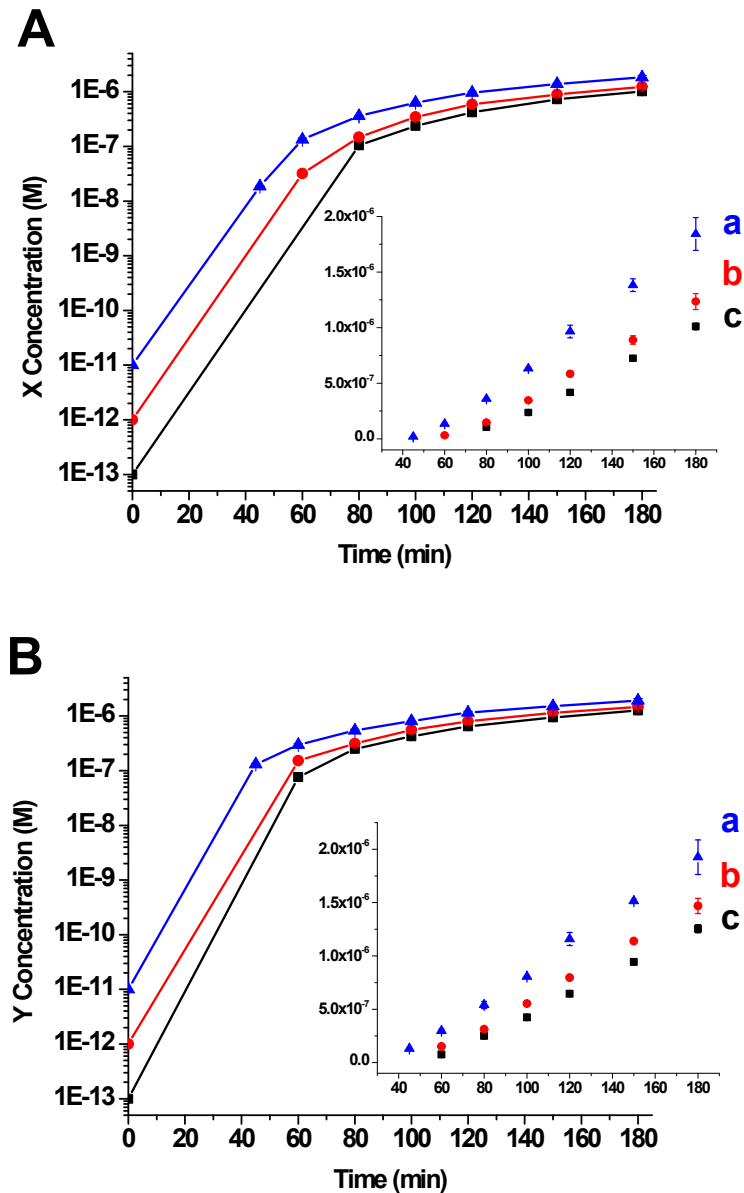 A
X Concentration (M)
1E-6
1E-7
1E-8
1E-9
1E-10
1E-11
1E-12
1E-13
0 20 40 60 80 100 120 140 160 180
Time (min)
2.0x10-6
1.5x10-6
1.0x10-6
5.0x10-7
0.0
40 60 80 100 120 140 160 180
a
b
c
B
Y Concentration (M)
1E-6
1E-7
1E-8
1E-9
1E-10
1E-11
1E-12
1E-13
0 20 40 60 80 100 120 140 160 180
Time (min)
2.0x10-6
1.5x10-6
1.0x10-6
5.0x10-7
0.0
40 60 80 100 120 140 160 180
a
b
c